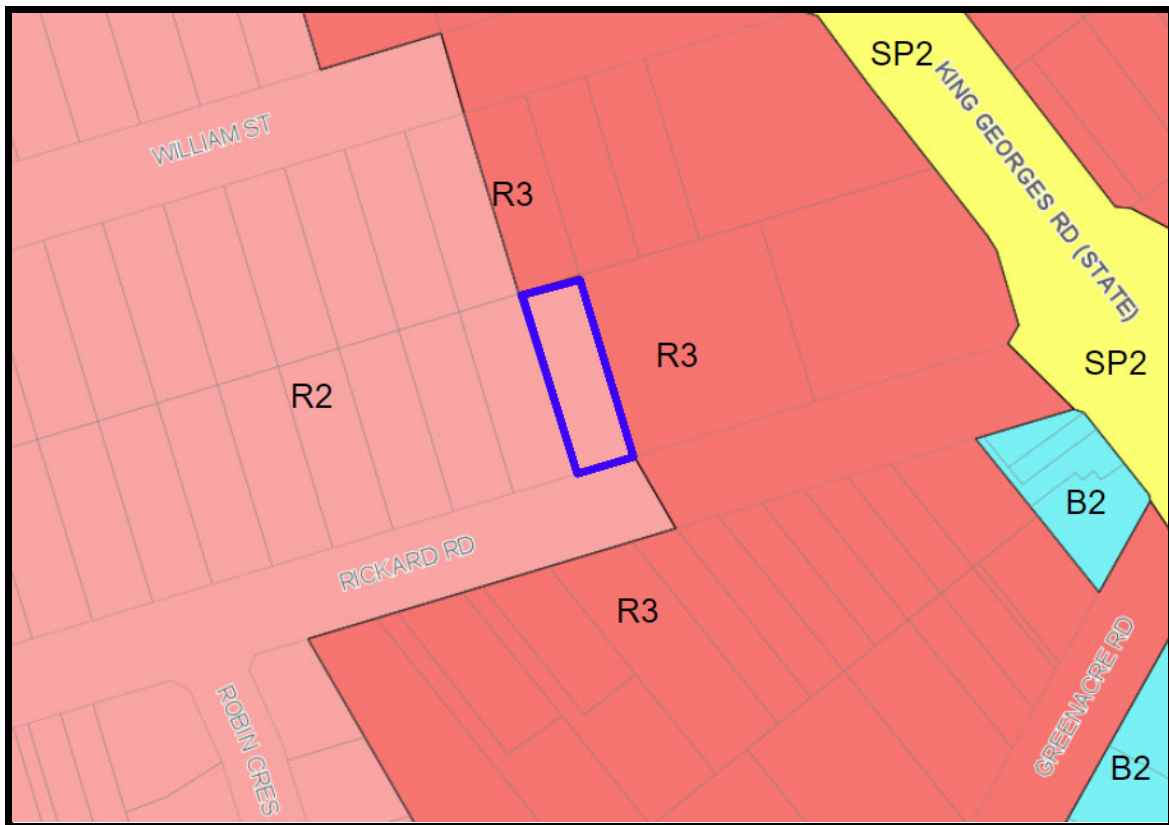 SP2
KING GEORGES RD (STATE)
WILLIAM ST
R3
R3
SP2
R2
B2
RICKARD RD
R3
ROBIN CRES
GREENACRE RD
B2